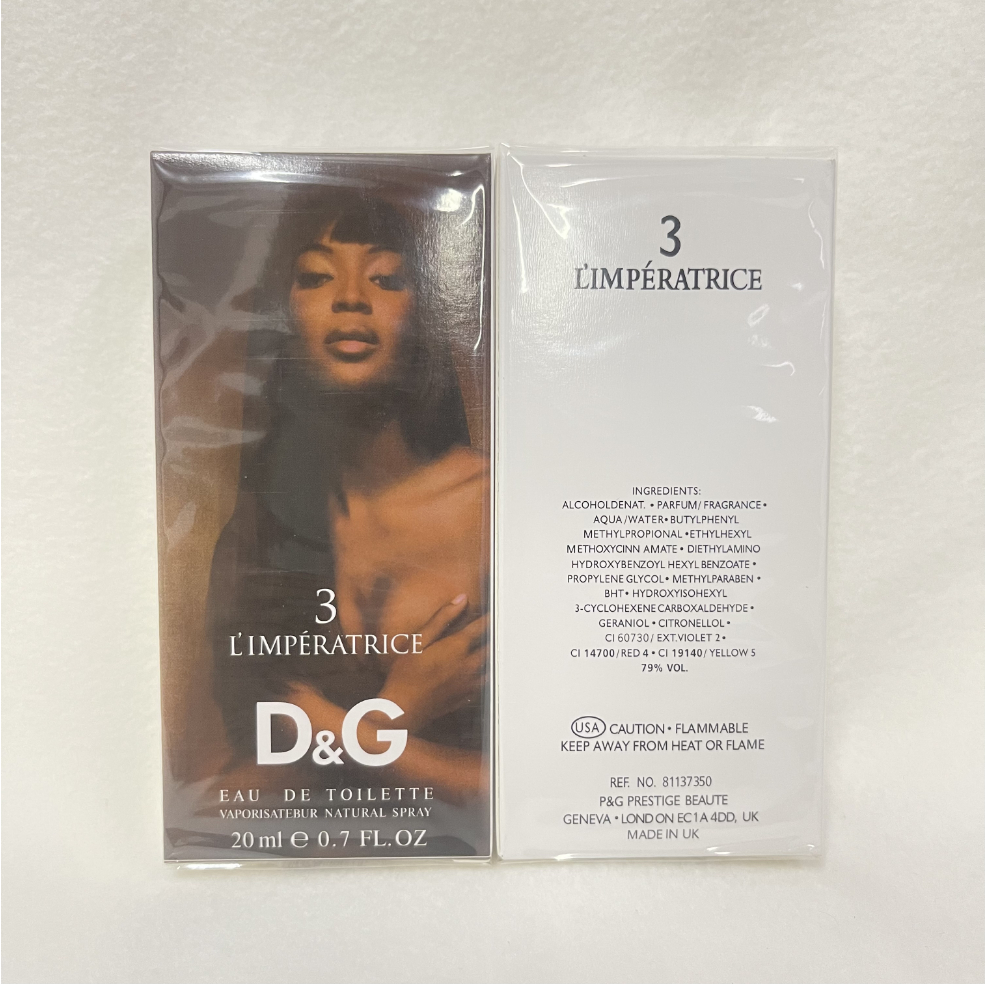 3
L'IMPÉRATRICE
D&G
EAU DE TOILETTE
VAPORISATEBUR NATURAL SPRAY
20 ml ℮ 0.7 FL.OZ
3
L'IMPÉRATRICE
INGREDIENTS:
ALCOHOLDENAT. • PARFUM/ FRAGRANCE •
AQUA /WATER• BUTYLPHENYL
METHYLPROPIONAL •ETHYLHEXYL
METHOXYCINN AMATE • DIETHYLAMINO
HYDROXYBENZOYL HEXYL BENZOATE •
PROPYLENE GLYCOL• METHYLPARABEN •
BHT • HYDROXYISOHEXYL
3-CYCLOHEXENE CARBOXALDEHYDE •
GERANIOL • CITRONELLOL •
CI 60730/ EXT.VIOLET 2 •
CI 14700/RED 4 • CI 19140/ YELLOW 5
79% VOL.
USA CAUTION • FLAMMABLE
KEEP AWAY FROM HEAT OR FLAME
REF. NO. 81137350
P&G PRESTIGE BEAUTE
GENEVA • LOND ON EC1A 4DD, UK
MADE IN UK